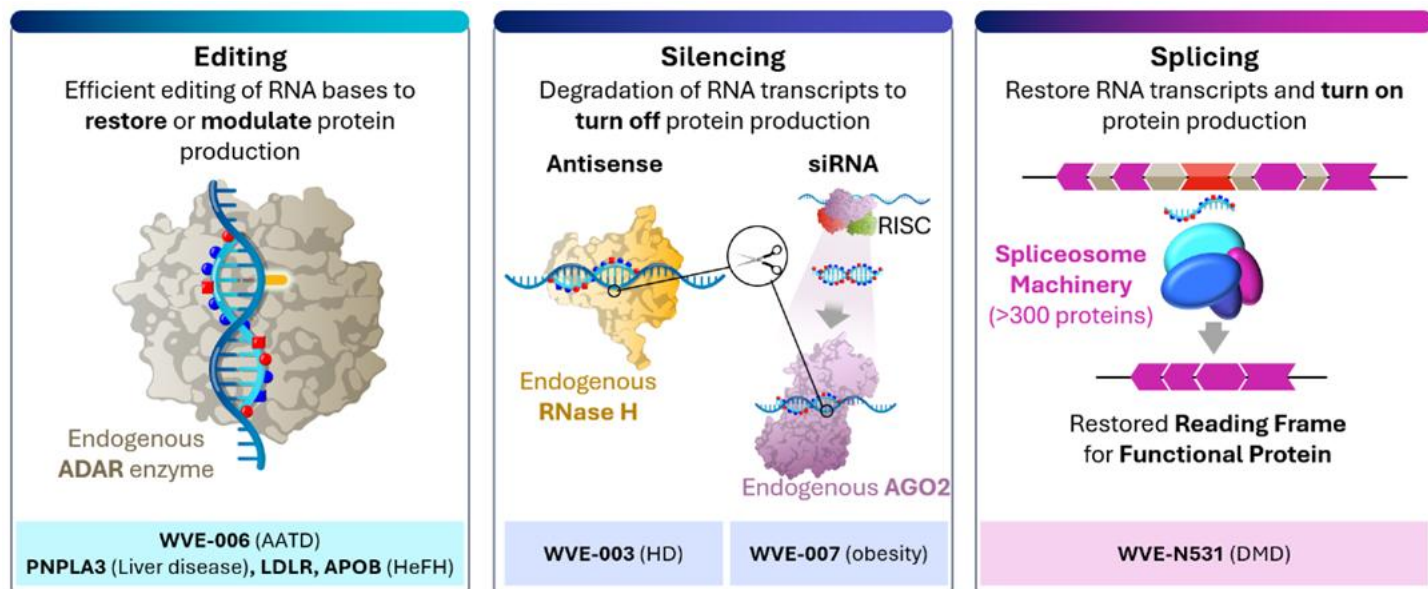 Editing
Efficient editing of RNA bases to
restore or modulate protein
production
Endogenous
ADAR enzyme
WVE-006 (AATD)
PNPLA3 (Liver disease), LDLR, APOB (HeFH)
Silencing
Degradation of RNA transcripts to
turn off protein production
Antisense
siRNA
RISC
Endogenous
RNase H
Endogenous AGO2
WVE-003 (HD)
WVE-007 (obesity)
Splicing
Restore RNA transcripts and turn on
protein production
Spliceosome
Machinery
(>300 proteins)
Restored Reading Frame
for Functional Protein
WVE-N531 (DMD)